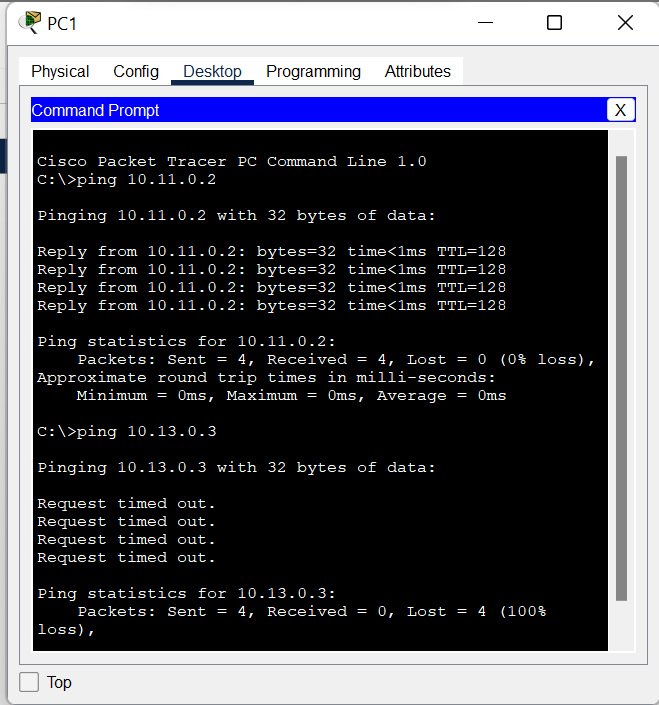 PC1
Physical Config Desktop Programming Attributes
Command Prompt X
Cisco Packet Tracer PC Command Line 1.0
C:\>ping 10.11.0.2
Pinging 10.11.0.2 with 32 bytes of data:
Reply from 10.11.0.2: bytes=32 time<1ms TTL=128
Reply from 10.11.0.2: bytes=32 time<1ms TTL=128
Reply from 10.11.0.2: bytes=32 time<1ms TTL=128
Reply from 10.11.0.2: bytes=32 time<1ms TTL=128
Ping statistics for 10.11.0.2:
Packets: Sent = 4, Received = 4, Lost = 0 (0% loss),
Approximate round trip times in milli-seconds:
Minimum = 0ms, Maximum = 0ms, Average = 0ms
C:\>ping 10.13.0.3
Pinging 10.13.0.3 with 32 bytes of data:
Request timed out.
Request timed out.
Request timed out.
Request timed out.
Ping statistics for 10.13.0.3:
Packets: Sent = 4, Received = 0, Lost = 4 (100%
loss),
Top